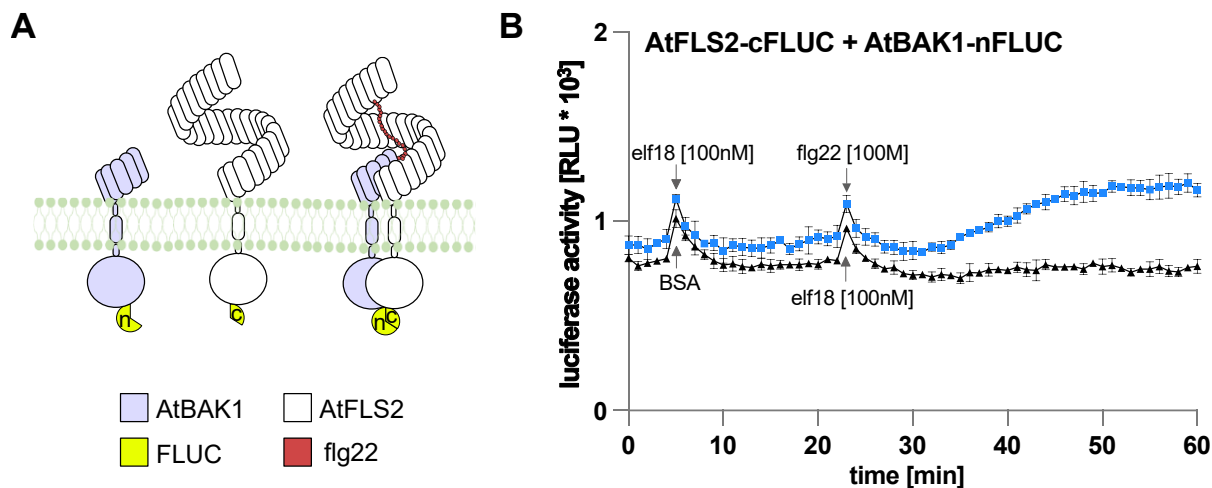 A
n
c
nc
AtBAK1
AtFLS2
FLUC
flg22
B
AtFLS2-cFLUC + AtBAK1-nFLUC
luciferase activity [RLU * 10³]
2
1
0
elf18 [100nM]
flg22 [100M]
BSA
elf18 [100nM]
0 10 20 30 40 50 60
time [min]